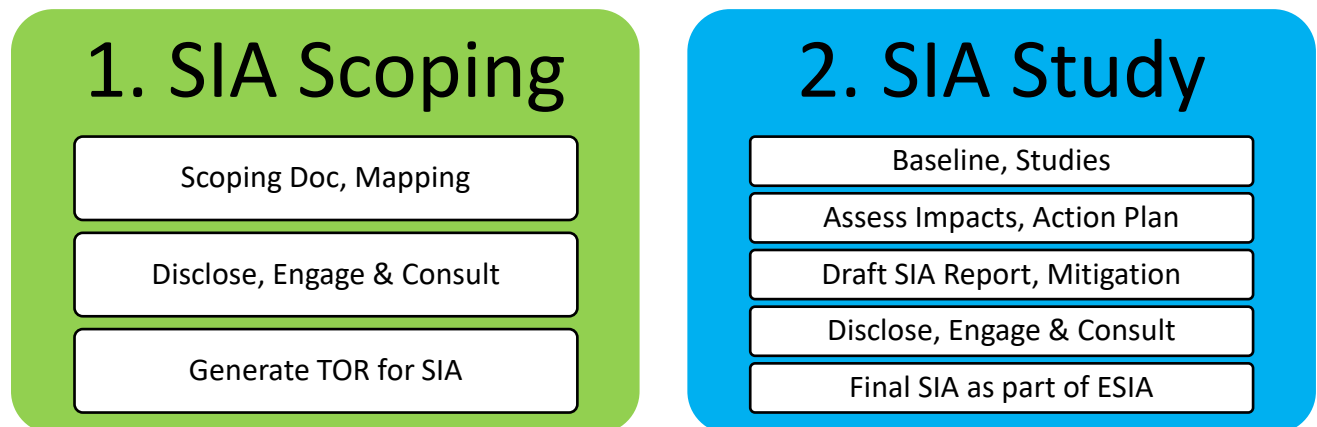 1. SIA Scoping
Scoping Doc, Mapping
Disclose, Engage & Consult
Generate TOR for SIA
2. SIA Study
Baseline, Studies
Assess Impacts, Action Plan
Draft SIA Report, Mitigation
Disclose, Engage & Consult
Final SIA as part of ESIA